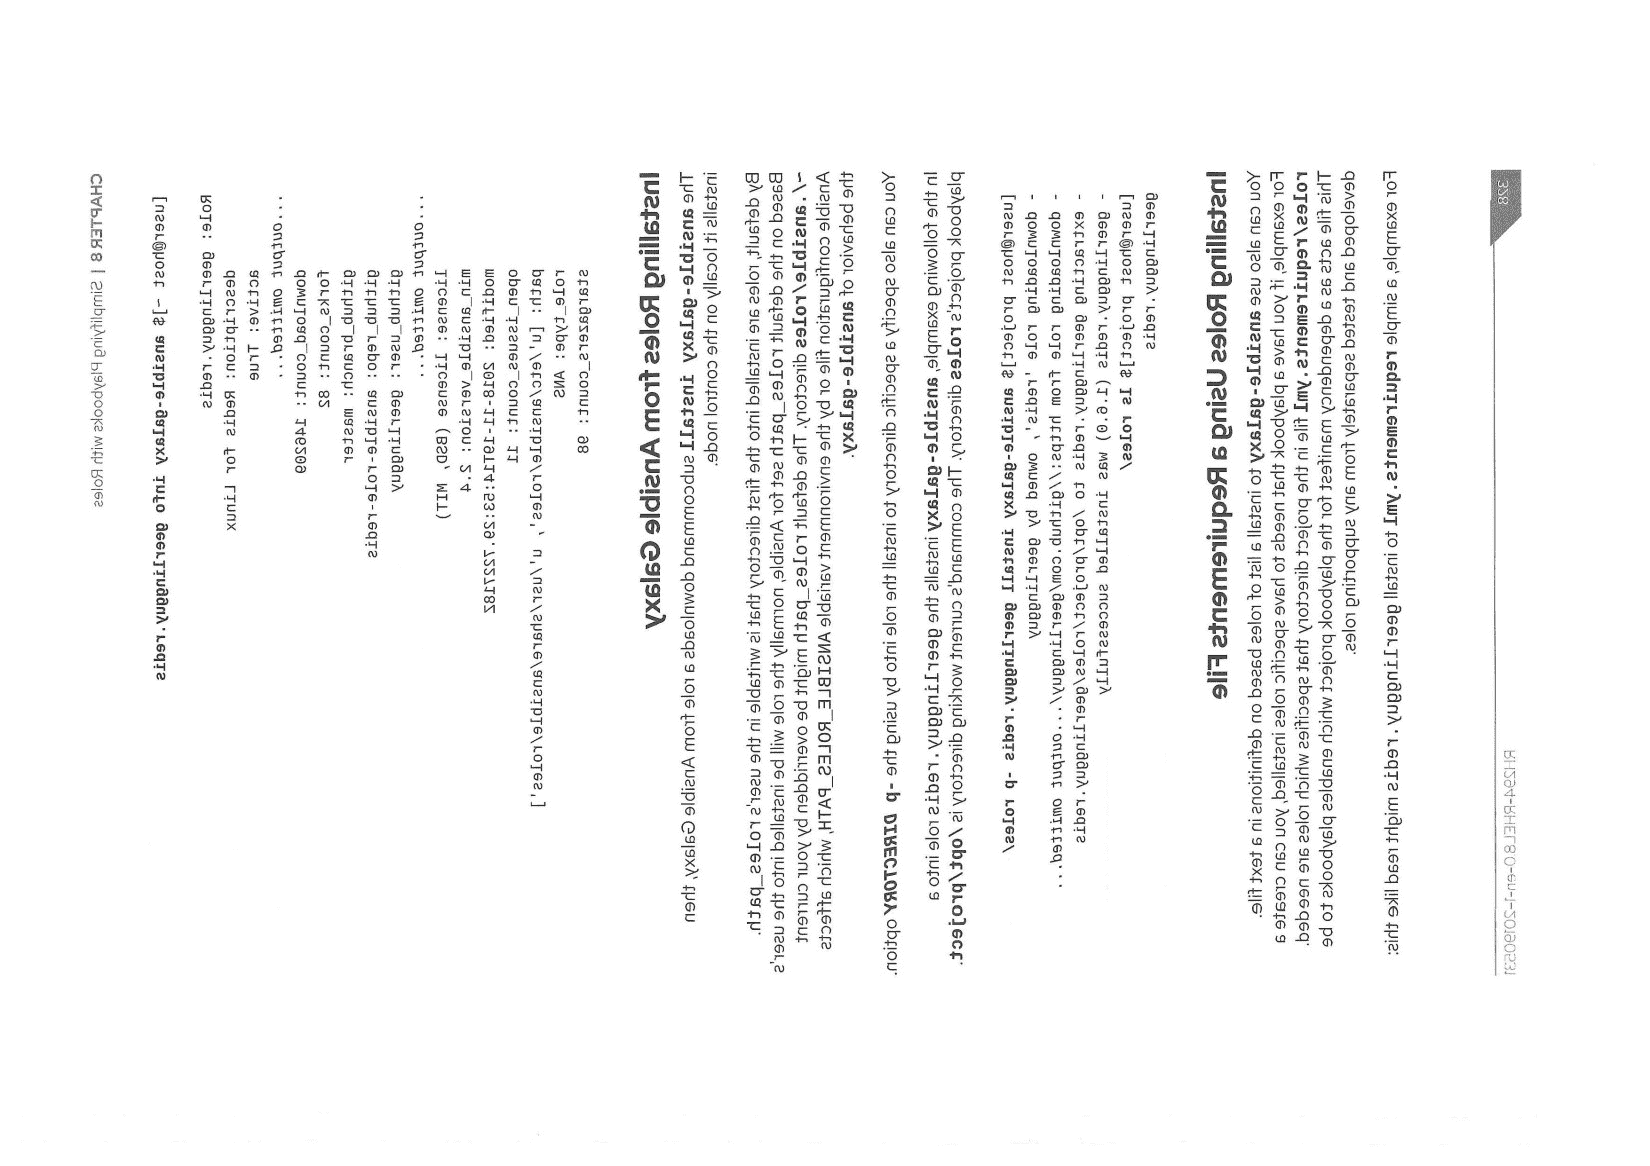 CHAPTER 8 | Simplifying Playbooks with Roles
[user@host ~]$ ansible-galaxy info geerlingguy.redis
Role: geerlingguy.redis
description: Redis for Linux
active: True
...output omitted...
download_count: 146209
forks_count: 82
github_branch: master
github_repo: ansible-role-redis
github_user: geerlingguy
...output omitted...
license: license (BSD, MIT)
min_ansible_version: 2.4
modified: 2018-11-19T14:53:29.722718Z
open_issues_count: 11
path: [u'/etc/ansible/roles', u'/usr/share/ansible/roles']
role_type: ANS
stargazers_count: 98
Installing Roles from Ansible Galaxy
The ansible-galaxy install subcommand downloads a role from Ansible Galaxy, then
installs it locally on the control node.
By default, roles are installed into the first directory that is writable in the user's roles_path.
Based on the default roles_path set for Ansible, normally the role will be installed into the user's
~/.ansible/roles directory. The default roles_path might be overridden by your current
Ansible configuration file or by the environment variable ANSIBLE_ROLES_PATH, which affects
the behavior of ansible-galaxy.
You can also specify a specific directory to install the role into by using the -p DIRECTORY option.
In the following example, ansible-galaxy installs the geerlingguy.redis role into a
playbook project's roles directory. The command's current working directory is /opt/project.
[user@host project]$ ansible-galaxy install geerlingguy.redis -p roles/
- downloading role 'redis', owned by geerlingguy
- downloading role from https://github.com/geerlingguy/...output omitted...
- extracting geerlingguy.redis to /opt/project/roles/geerlingguy.redis
- geerlingguy.redis (1.6.0) was installed successfully
[user@host project]$ ls roles/
geerlingguy.redis
Installing Roles Using a Requirements File
You can also use ansible-galaxy to install a list of roles based on definitions in a text file.
For example, if you have a playbook that needs to have specific roles installed, you can create a
roles/requirements.yml file in the project directory that specifies which roles are needed.
This file acts as a dependency manifest for the playbook project which enables playbooks to be
developed and tested separately from any supporting roles.
For example, a simple requirements.yml to install geerlingguy.redis might read like this:
328
RH294-RHEL8.0-en-1-20190531